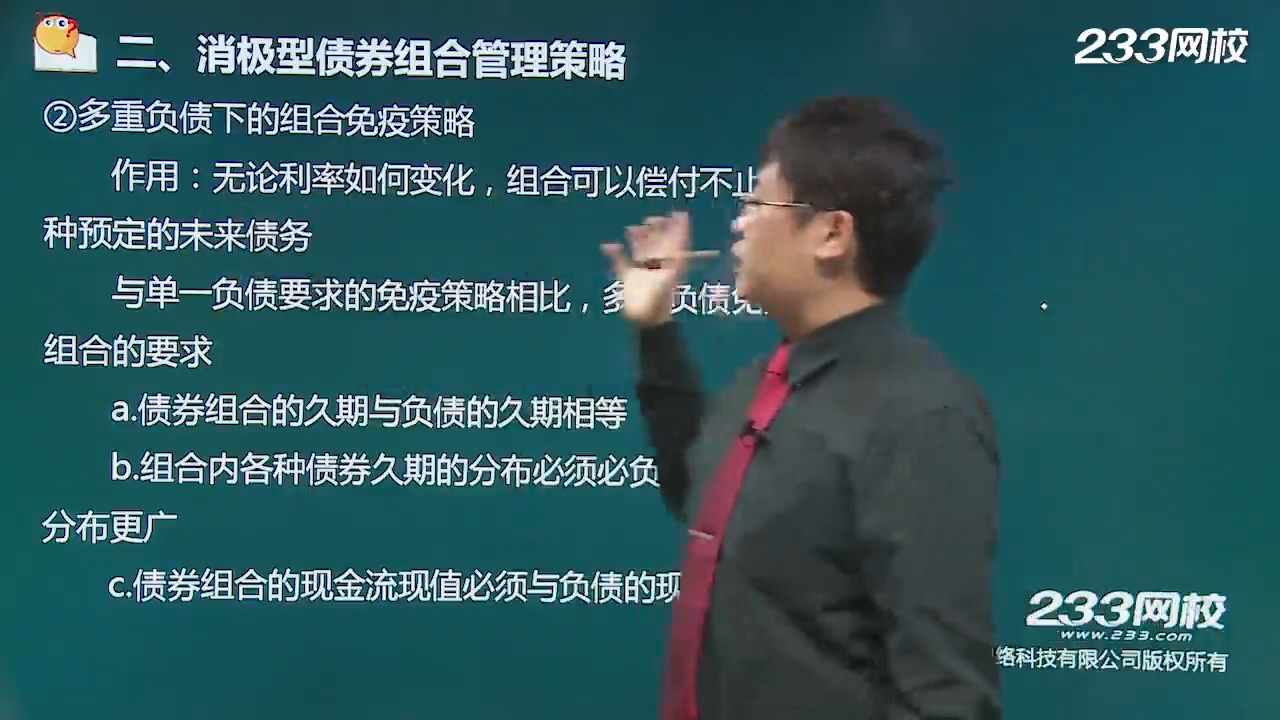 二、消极型债券组合管理策略
233网校
②多重负债下的组合免疫策略
作用：无论利率如何变化，组合可以偿付不止
种预定的未来债务
与单一负债要求的免疫策略相比，多 负债免
组合的要求
a.债券组合的久期与负债的久期相等
b.组合内各种债券久期的分布必须必负
分布更广
c.债券组合的现金流现值必须与负债的现
233网校
www.233.com
络科技有限公司版权所有